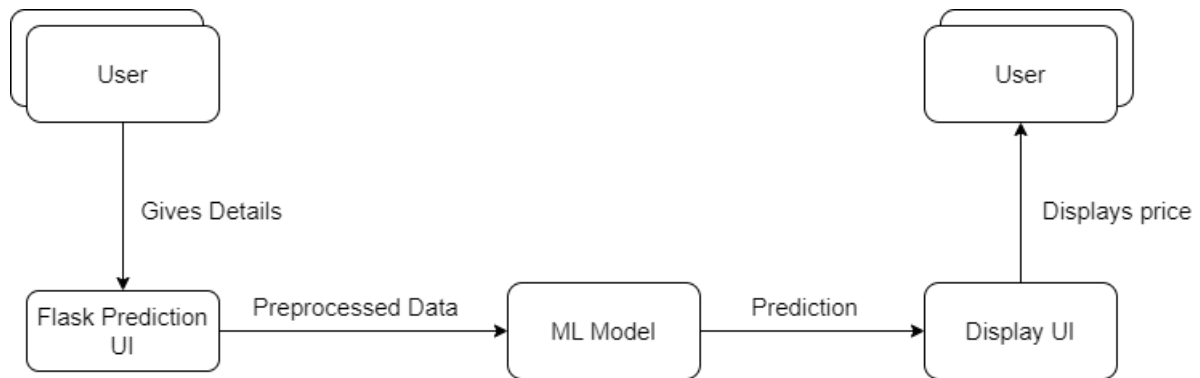 User
User
Gives Details
Displays price
Flask Prediction
UI
Preprocessed Data
ML Model
Prediction
Display UI